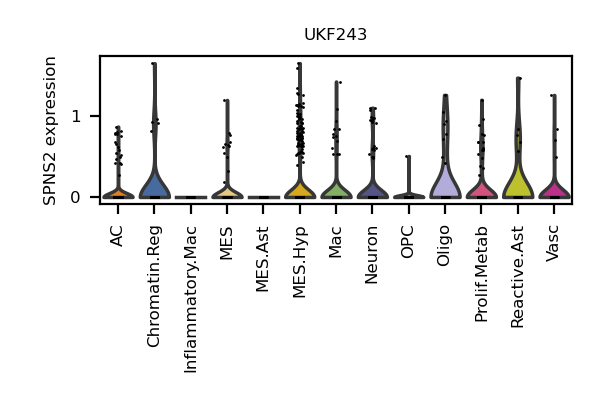 UKF243
SPNS2 expression
1
0
AC
Chromatin.Reg
Inflammatory.Mac
MES
MES.Ast
MES.Hyp
Mac
Neuron
OPC
Oligo
Prolif.Metab
Reactive.Ast
Vasc